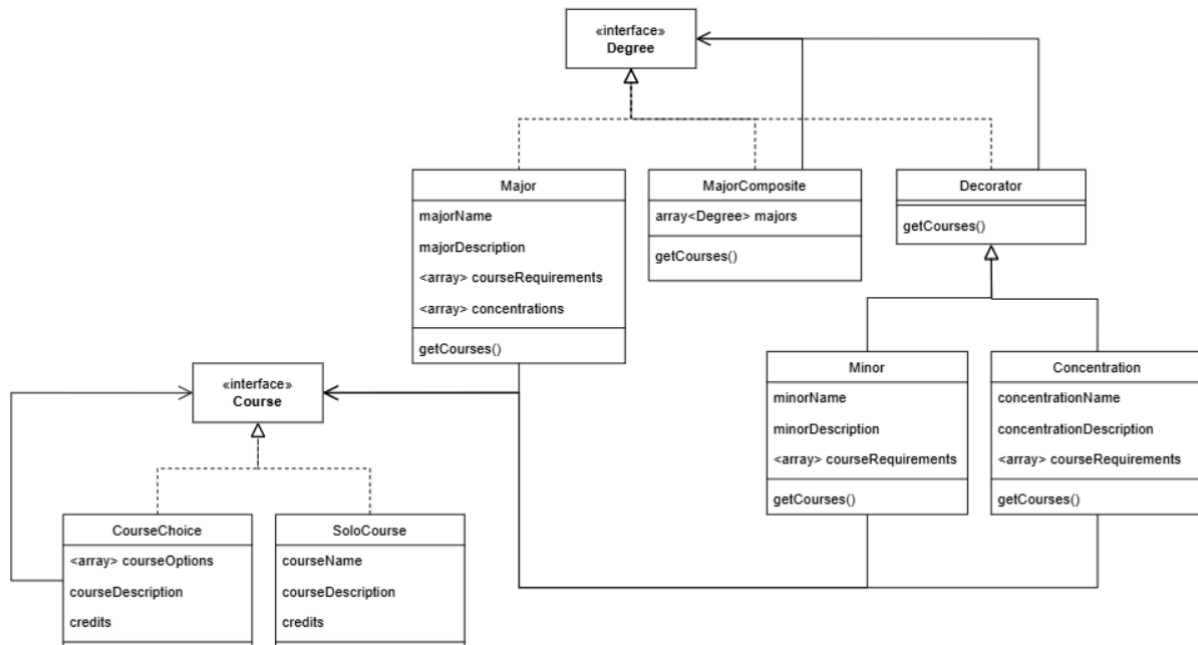 «interface»
Degree
Major
majorName
majorDescription
<array> courseRequirements
<array> concentrations
getCourses()
MajorComposite
array<Degree> majors
getCourses()
Decorator
getCourses()
«interface»
Course
Minor
minorName
minorDescription
<array> courseRequirements
getCourses()
Concentration
concentrationName
concentrationDescription
<array> courseRequirements
getCourses()
CourseChoice
<array> courseOptions
courseDescription
credits
SoloCourse
courseName
courseDescription
credits